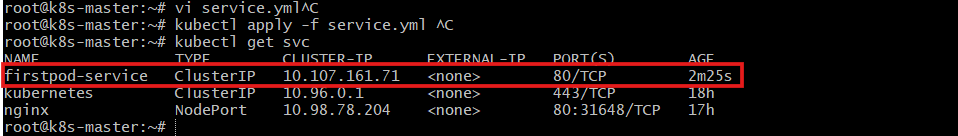 root@k8s-master:~# vi service.yml^C
root@k8s-master:~# kubectl apply -f service.yml ^C
root@k8s-master:~# kubectl get svc
NAME TYPE CLUSTER-IP EXTERNAL-IP PORT(S) AGE
firstpod-service ClusterIP 10.107.161.71 <none> 80/TCP 2m25s
kubernetes ClusterIP 10.96.0.1 <none> 443/TCP 18h
nginx NodePort 10.98.78.204 <none> 80:31648/TCP 17h
root@k8s-master:~#